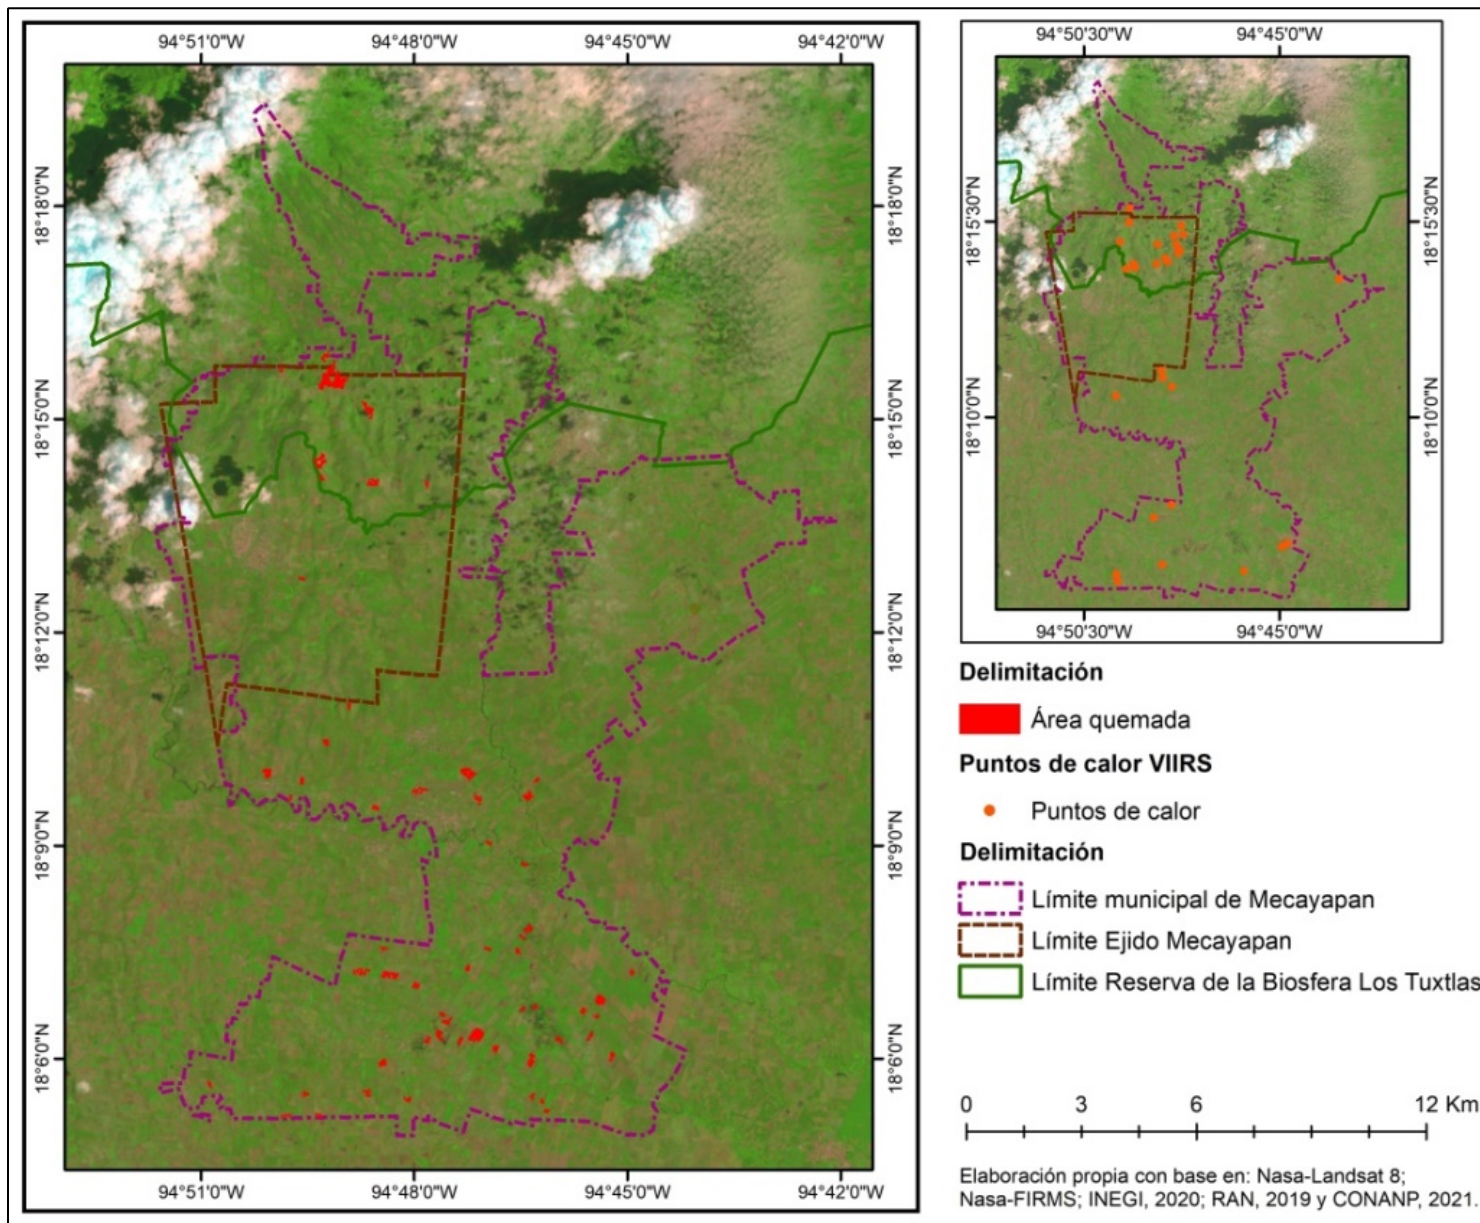 94°51'0"W 94°48'0"W 94°45'0"W 94°42'0"W
18°18'0"N 18°18'0"N
18°15'0"N 18°15'0"N
18°12'0"N 18°12'0"N
18°9'0"N 18°9'0"N
18°6'0"N 18°6'0"N
94°51'0"W 94°48'0"W 94°45'0"W 94°42'0"W
94°50'30"W 94°45'0"W
18°15'30"N 18°15'30"N
18°10'0"N 18°10'0"N
94°50'30"W 94°45'0"W
Delimitación
Área quemada
Puntos de calor VIIRS
Puntos de calor
Delimitación
Límite municipal de Mecayapan
Límite Ejido Mecayapan
Límite Reserva de la Biosfera Los Tuxtlas
0 3 6 12 Km
Elaboración propia con base en: Nasa-Landsat 8;
Nasa-FIRMS; INEGI, 2020; RAN, 2019 y CONANP, 2021.